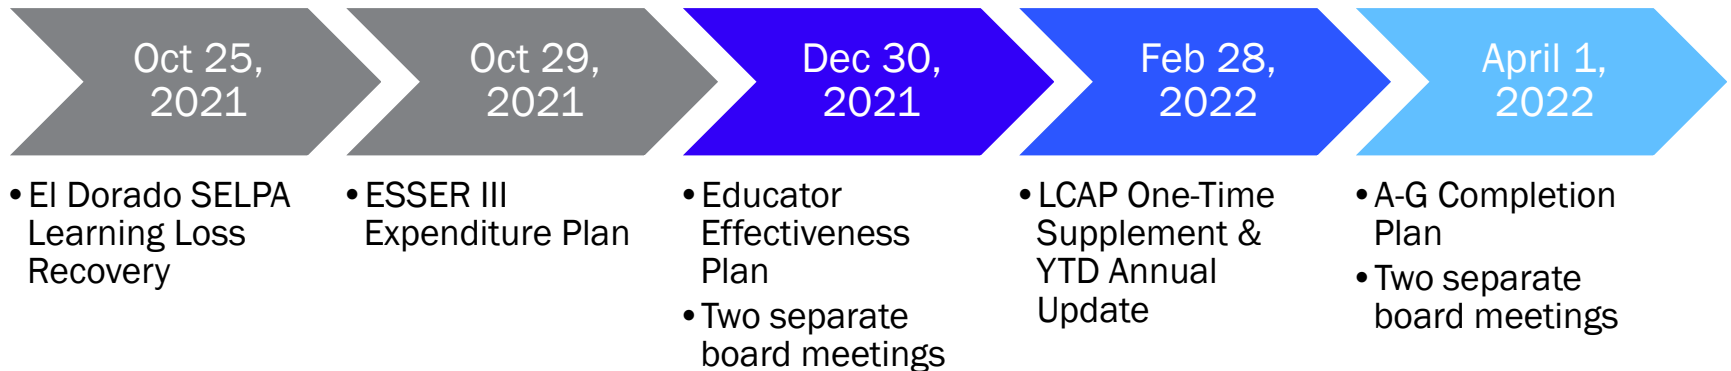 Oct 25,
2021
Oct 29,
2021
Dec 30,
2021
Feb 28,
2022
April 1,
2022
•El Dorado SELPA
Learning Loss
Recovery
•ESSER III
Expenditure Plan
•Educator
Effectiveness
Plan
•Two separate
board meetings
•LCAP One-Time
Supplement &
YTD Annual
Update
•A-G Completion
Plan
•Two separate
board meetings